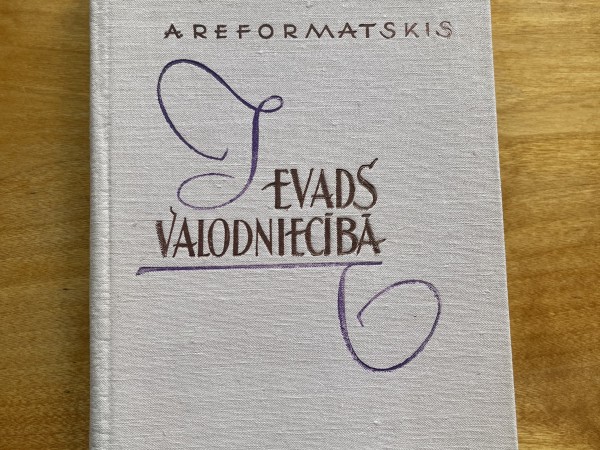 A REFORMATSKIS
IEVADS
VALODNIECĪBĀ